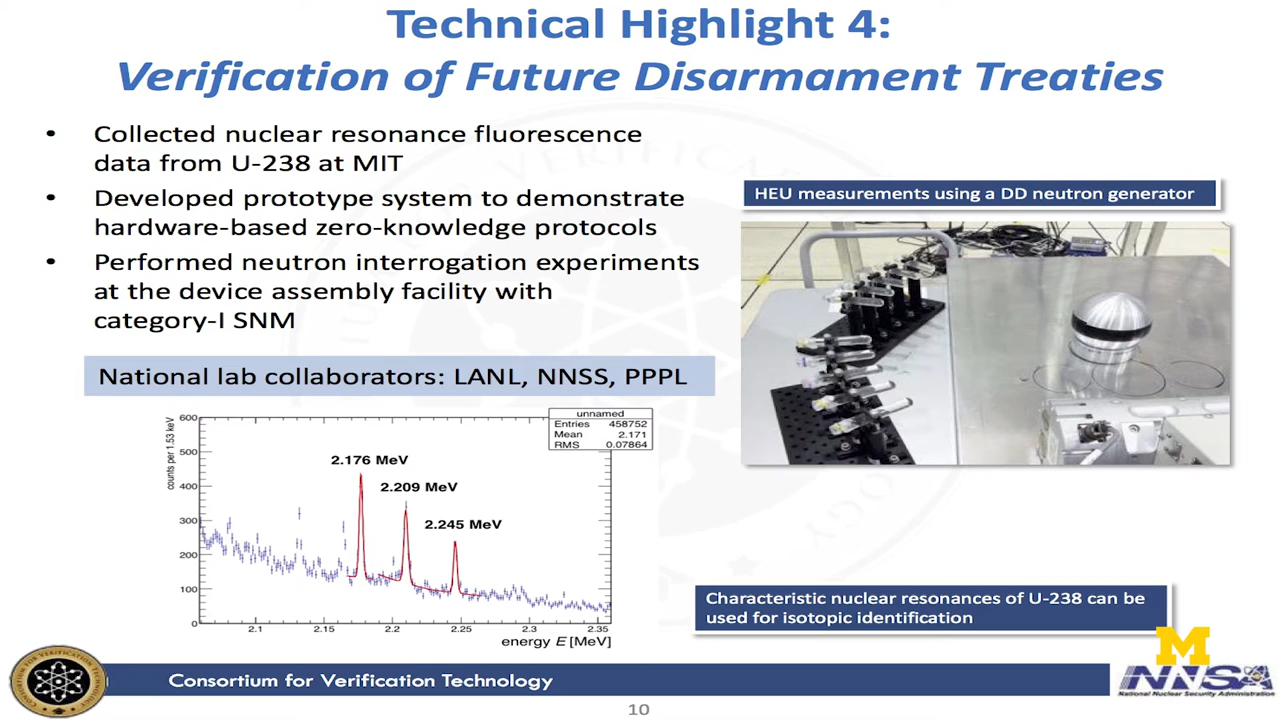 Technical Highlight 4:
Verification of Future Disarmament Treaties
• Collected nuclear resonance fluorescence
data from U-238 at MIT
• Developed prototype system to demonstrate
hardware-based zero-knowledge protocols
• Performed neutron interrogation experiments
at the device assembly facility with
category-I SNM
National lab collaborators: LANL, NNSS, PPPL
HEU measurements using a DD neutron generator
unnamed
Entries 458752
Mean 2.171
RMS 0.07864
counts per 1.53 keV
600
500
400
300
200
100
0
2.176 MeV
2.209 MeV
2.245 MeV
2.1 2.15 2.2 2.25 2.3 2.35
energy E [MeV]
Characteristic nuclear resonances of U-238 can be
used for isotopic identification
Consortium for Verification Technology
M
NNSA
National Nuclear Security Administration
10